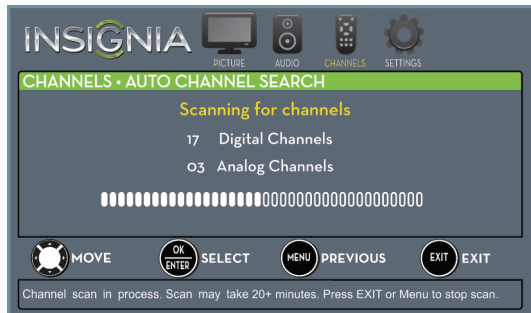 INSIGNIA
PICTURE AUDIO CHANNELS SETTINGS
CHANNELS • AUTO CHANNEL SEARCH
Scanning for channels
17 Digital Channels
03 Analog Channels
MOVE OK ENTER SELECT MENU PREVIOUS EXIT EXIT
Channel scan in process. Scan may take 20+ minutes. Press EXIT or Menu to stop scan.